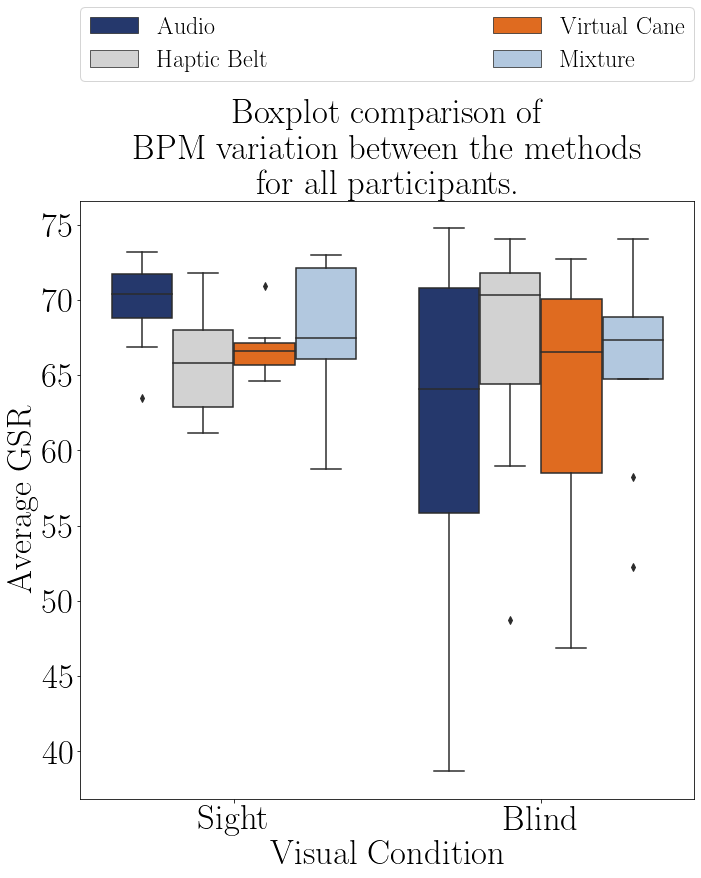 Audio
Haptic Belt
Virtual Cane
Mixture
Boxplot comparison of
BPM variation between the methods
for all participants.
75
70
65
60
55
50
45
40
Average GSR
Sight
Blind
Visual Condition